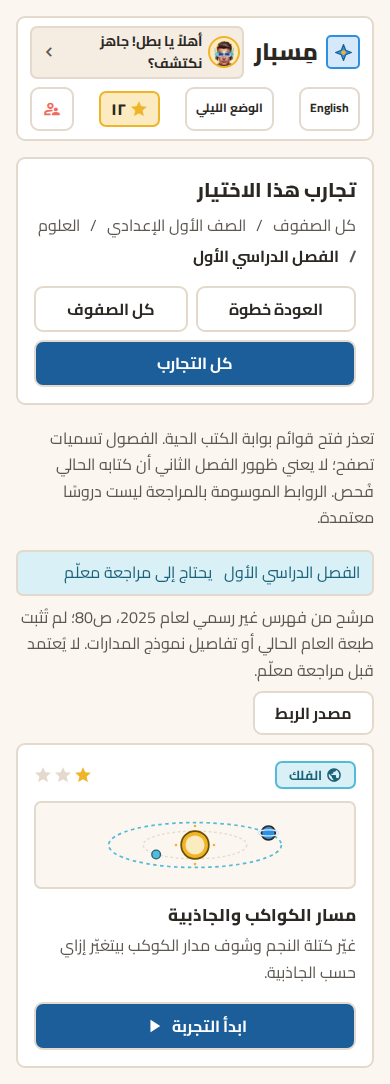 مِسبار
أهلاً يا بطل! جاهز
نكتشف؟
English
الوضع الليلي
١٢
تجارب هذا الاختيار
كل الصفوف / الصف الأول الإعدادي / العلوم
/ الفصل الدراسي الأول
العودة خطوة
كل الصفوف
كل التجارب
تعذر فتح قوائم بوابة الكتب الحية. الفصول تسميات
تصفح؛ لا يعني ظهور الفصل الثاني أن كتابه الحالي
فُحص. الروابط الموسومة بالمراجعة ليست دروسًا
معتمدة.
الفصل الدراسي الأول يحتاج إلى مراجعة معلّم
مرشح من فهرس غير رسمي لعام 2025، ص80؛ لم تُثبت
طبعة العام الحالي أو تفاصيل نموذج المدارات. لا يُعتمد
قبل مراجعة معلّم.
مصدر الربط
الفلك
مسار الكواكب والجاذبية
غيّر كتلة النجم وشوف مدار الكوكب بيتغيّر إزاي
حسب الجاذبية.
ابدأ التجربة